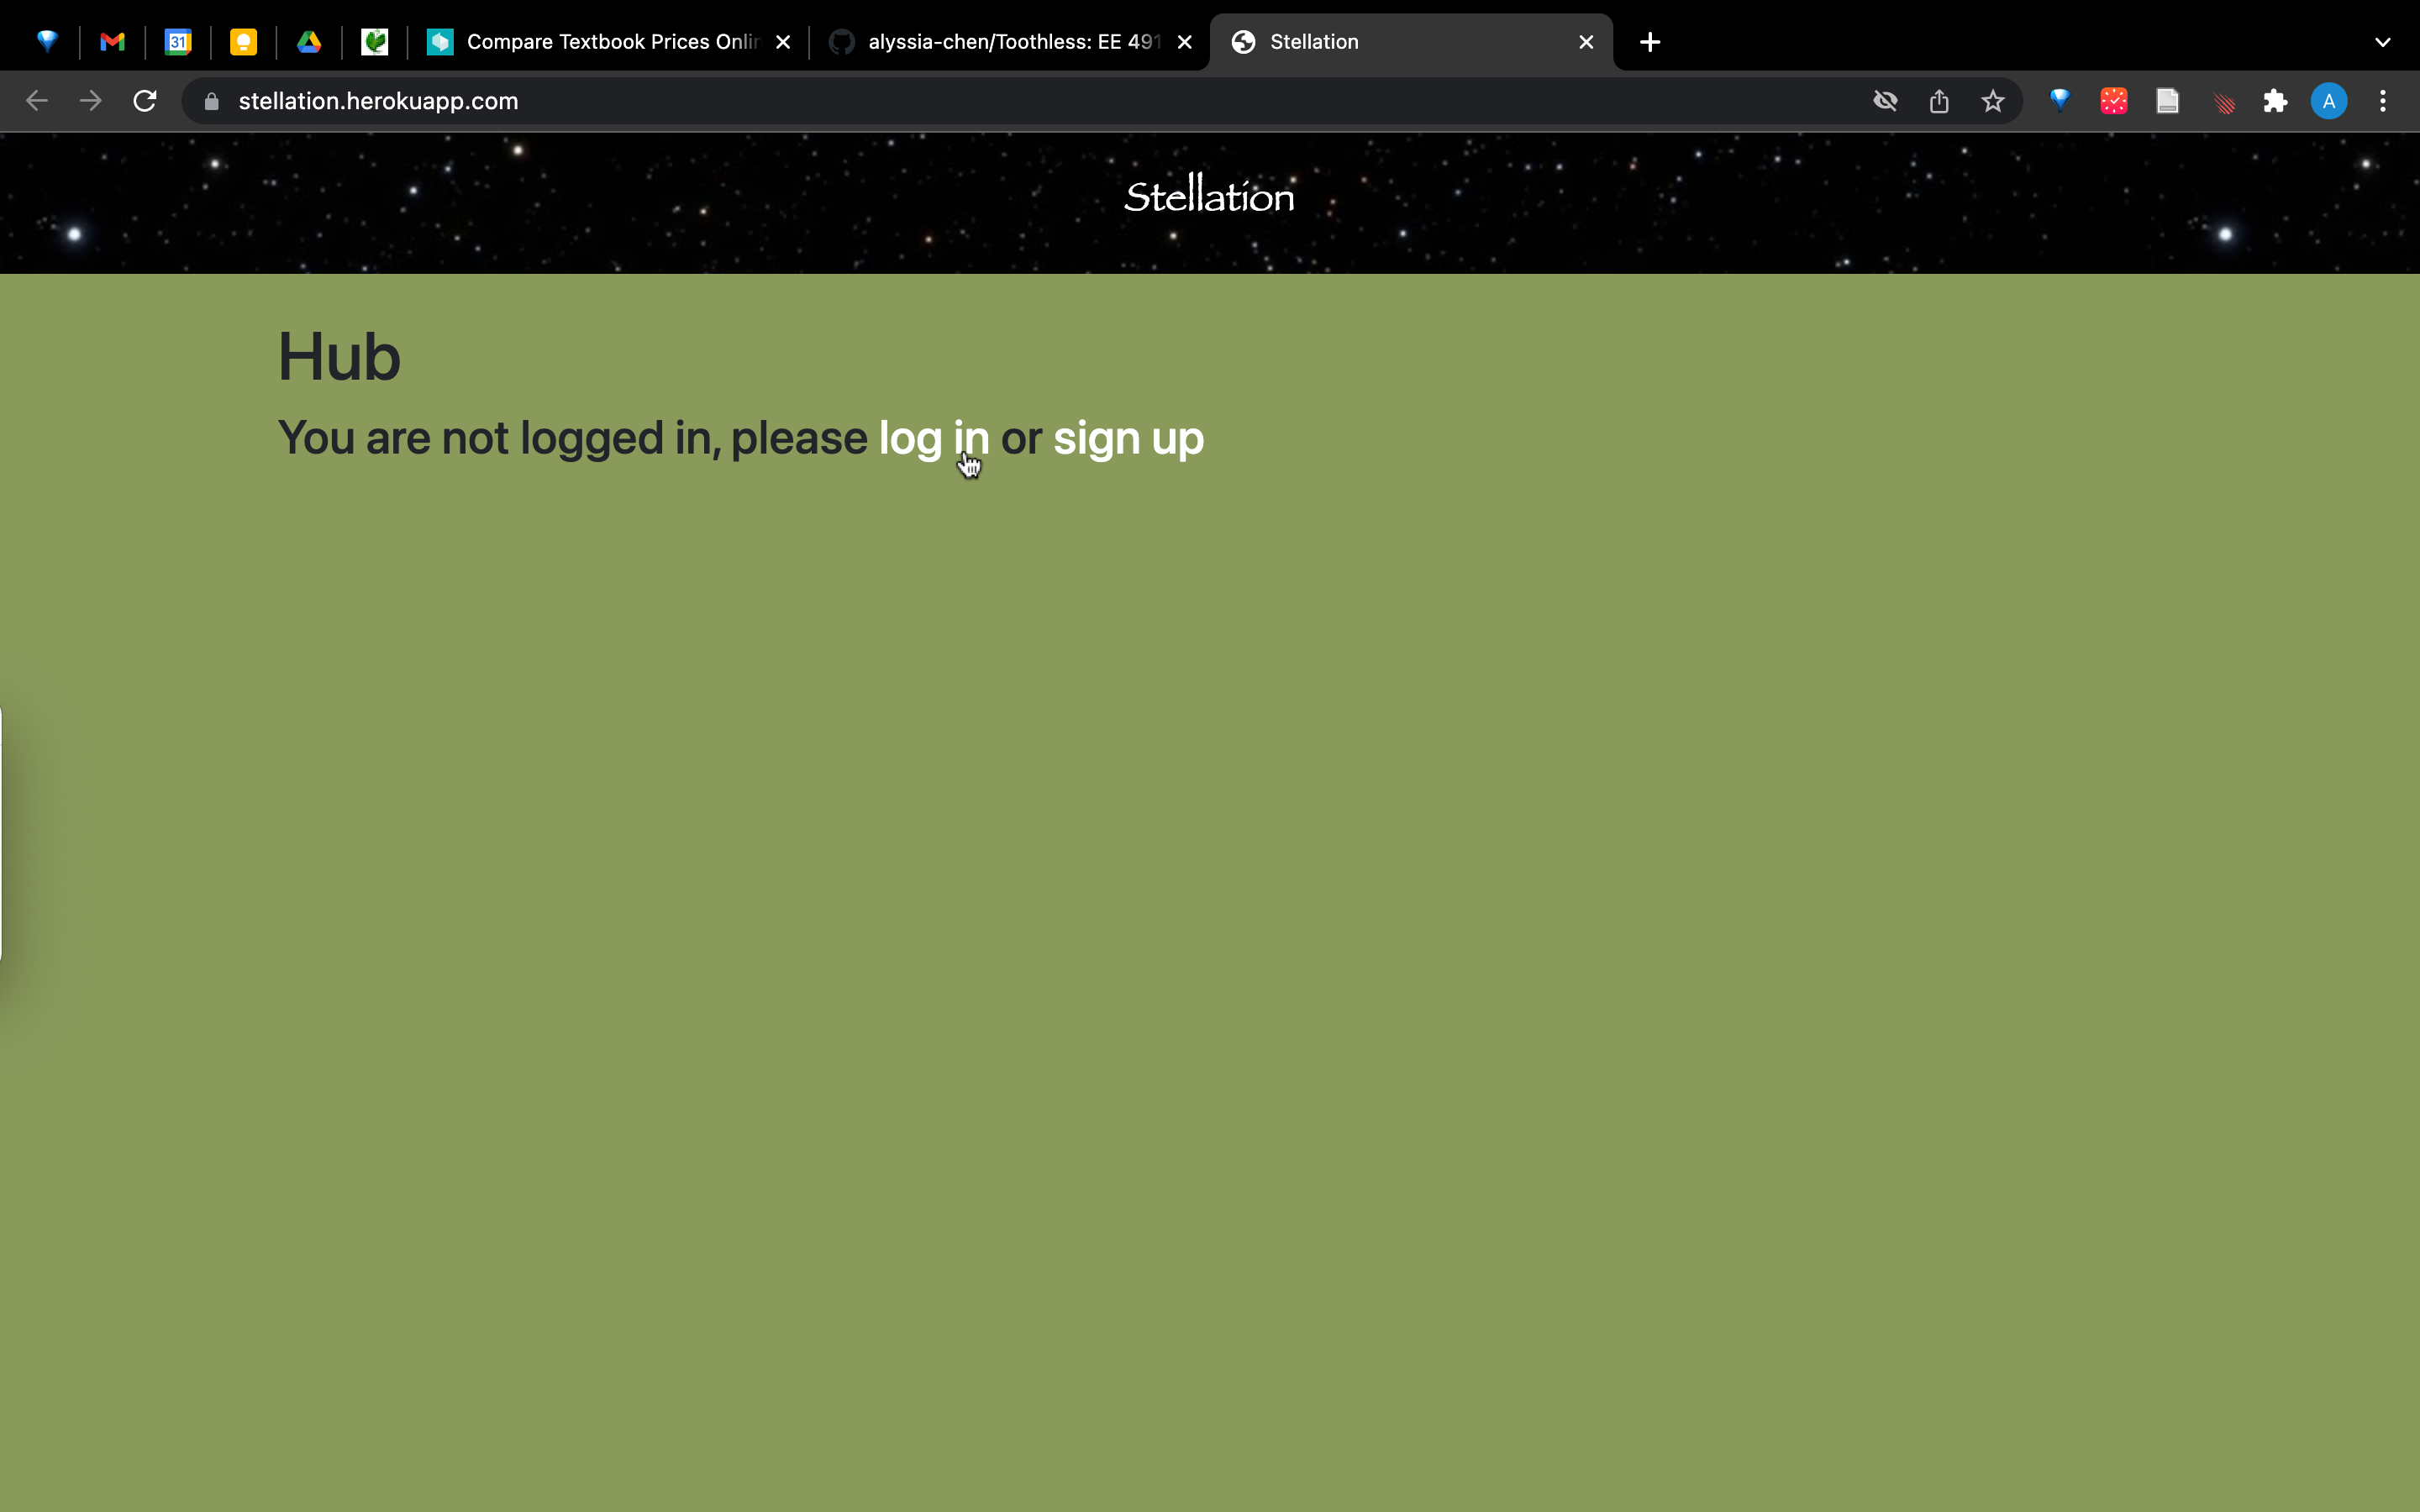 31
Compare Textbook Prices Onlin
alyssia-chen/Toothless: EE 491
Stellation
stellation.herokuapp.com
A
Stellation
Hub
You are not logged in, please log in or sign up